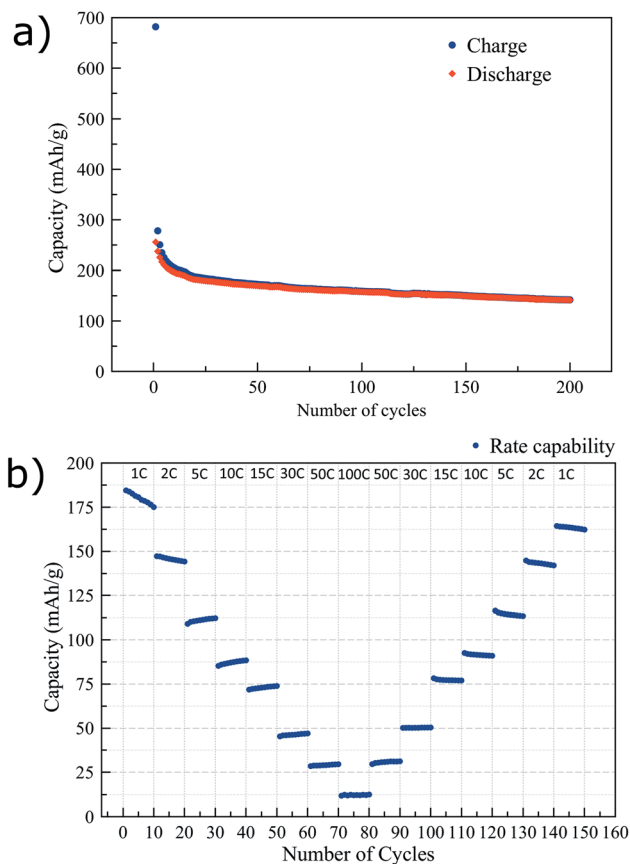 a)
700
600
500
400
300
200
100
0
Capacity (mAh/g)
Charge
Discharge
0 50 100 150 200
Number of cycles
b)
Rate capability
1C 2C 5C 10C 15C 30C 50C 100C 50C 30C 15C 10C 5C 2C 1C
200
175
150
125
100
75
50
25
0
Capacity (mAh/g)
0 10 20 30 40 50 60 70 80 90 100 110 120 130 140 150 160
Number of Cycles